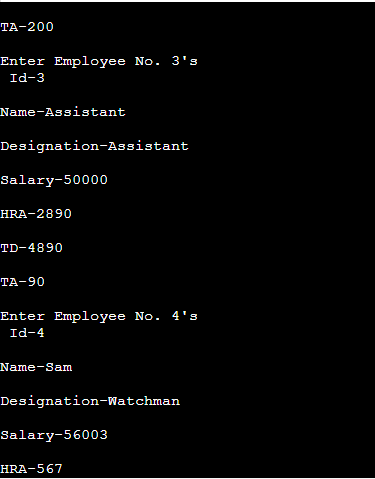 TA-200
Enter Employee No. 3's
Id-3
Name-Assistant
Designation-Assistant
Salary-50000
HRA-2890
TD-4890
TA-90
Enter Employee No. 4's
Id-4
Name-Sam
Designation-Watchman
Salary-56003
HRA-567